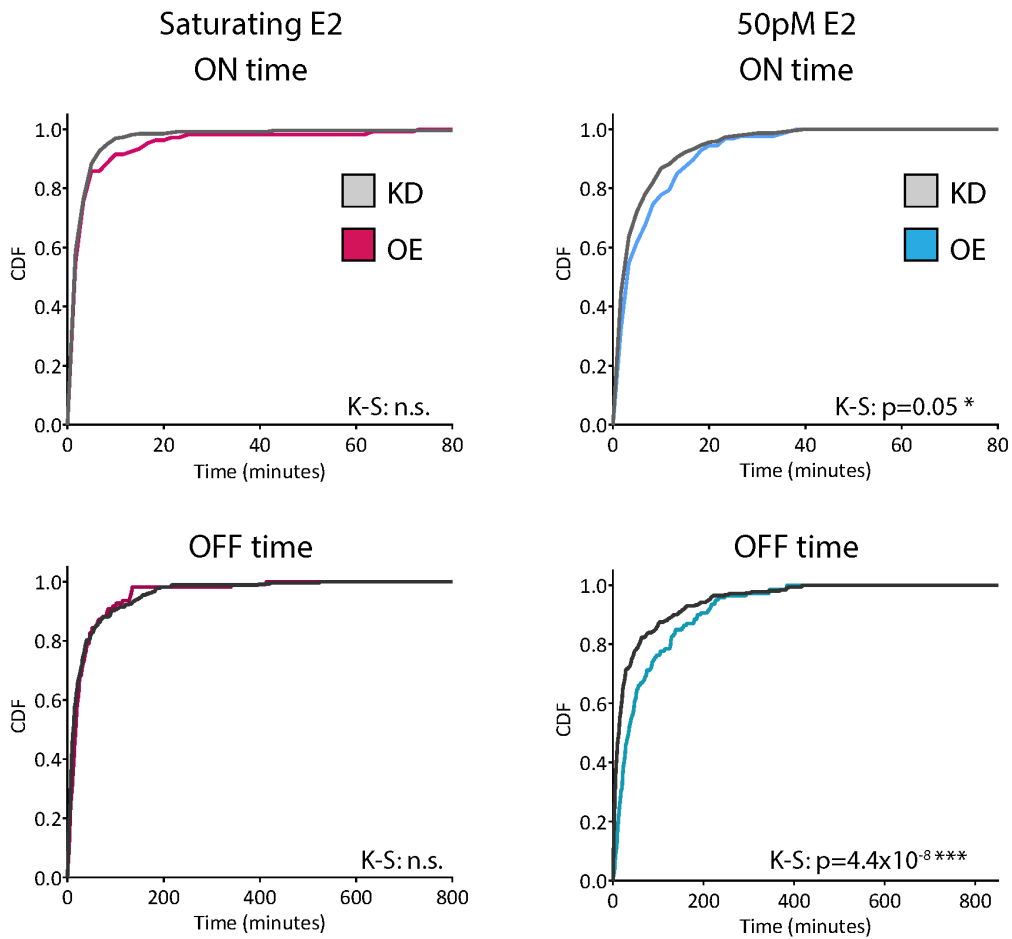 Saturating E2
ON time
1.0
0.8
0.6
0.4
0.2
0.0
CDF
KD
OE
K-S: n.s.
0 20 40 60 80
Time (minutes)
50pM E2
ON time
1.0
0.8
0.6
0.4
0.2
0.0
CDF
KD
OE
K-S: p=0.05 *
0 20 40 60 80
Time (minutes)
OFF time
1.0
0.8
0.6
0.4
0.2
0.0
CDF
K-S: n.s.
0 200 400 600 800
Time (minutes)
OFF time
1.0
0.8
0.6
0.4
0.2
0.0
CDF
K-S: p=4.4x10⁻⁸ ***
0 200 400 600 800
Time (minutes)